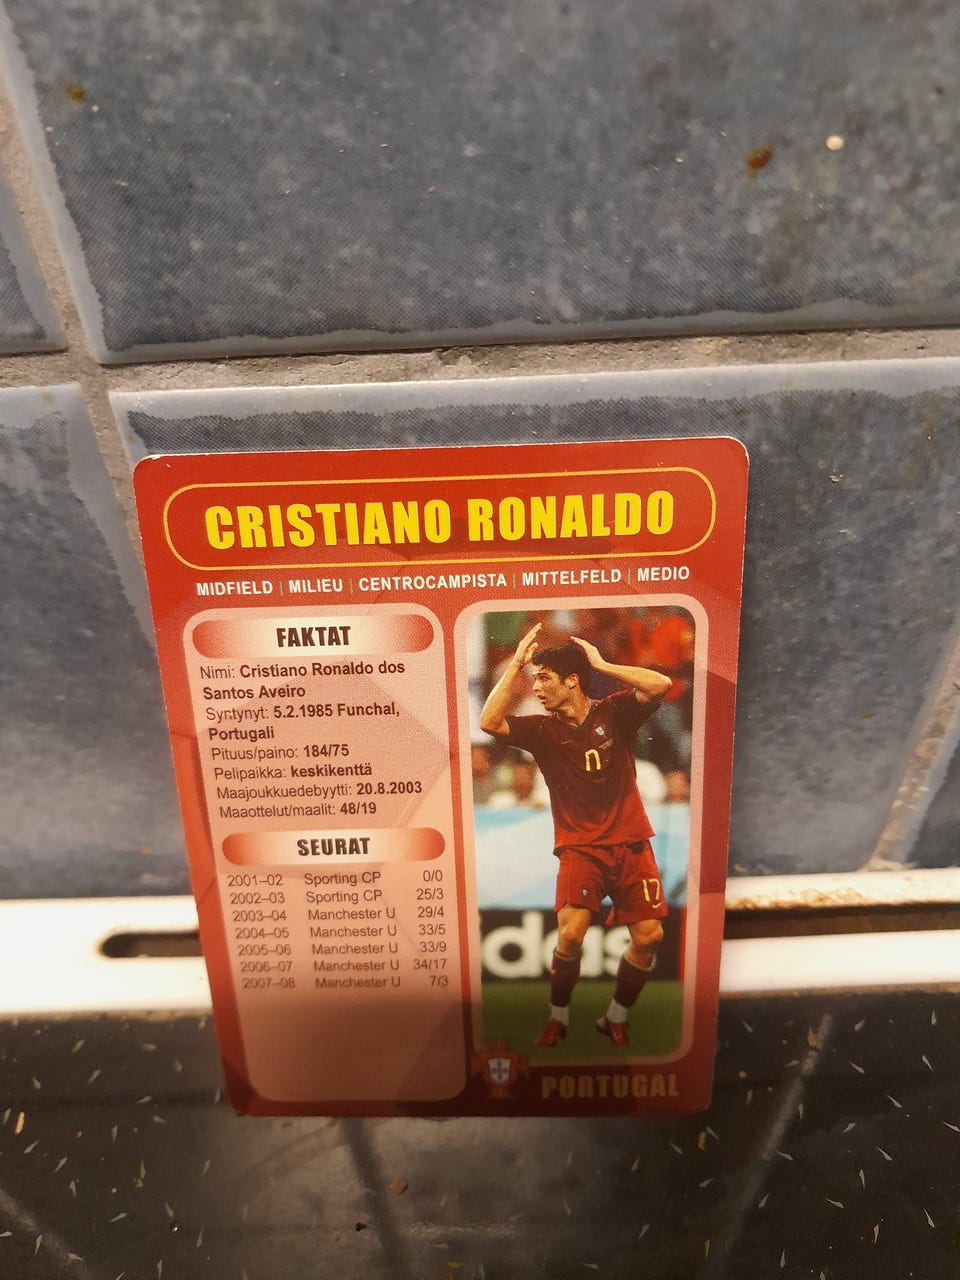 CRISTIANO RONALDO
MIDFIELD | MILIEU | CENTROCAMPISTA | MITTELFELD | MEDIO
FAKTAT
Nimi: Cristiano Ronaldo dos
Santos Aveiro
Syntynyt: 5.2.1985 Funchal,
Portugali
Pituus/paino: 184/75
Pelipaikka: keskikenttä
Maajoukkuedebyytti: 20.8.2003
Maaottelut/maalit: 48/19
SEURAT
2001–02 Sporting CP 0/0
2002–03 Sporting CP 25/3
2003–04 Manchester U 29/4
2004–05 Manchester U 33/5
2005–06 Manchester U 33/9
2006–07 Manchester U 34/17
2007–08 Manchester U 7/3
17
das
PORTUGAL